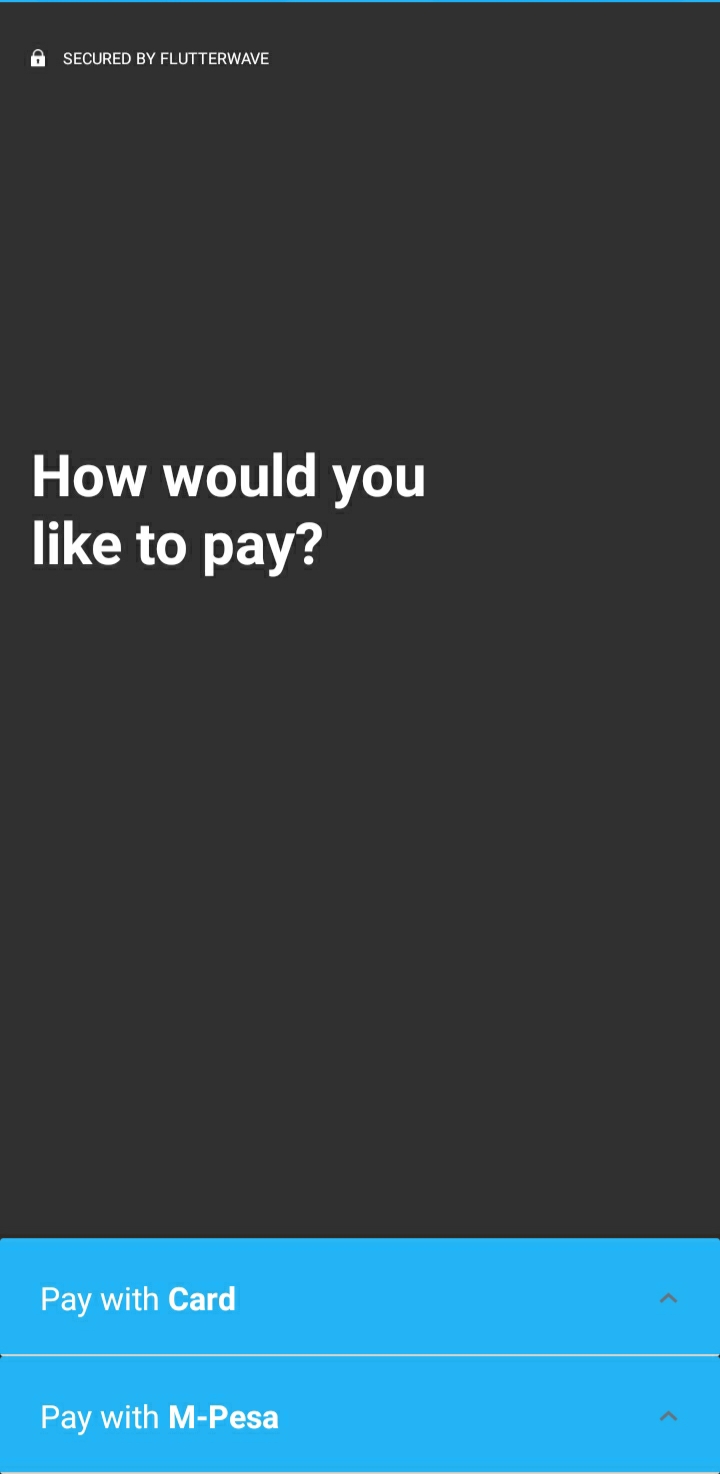 SECURED BY FLUTTERWAVE
How would you
like to pay?
Pay with Card
Pay with M-Pesa